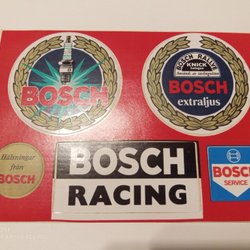 BOSCH
BOSCH RALLY
KNICK
BOSCH
extraljus
Hälsningar
från
BOSCH
BOSCH
RACING
BOSCH
SERVICE